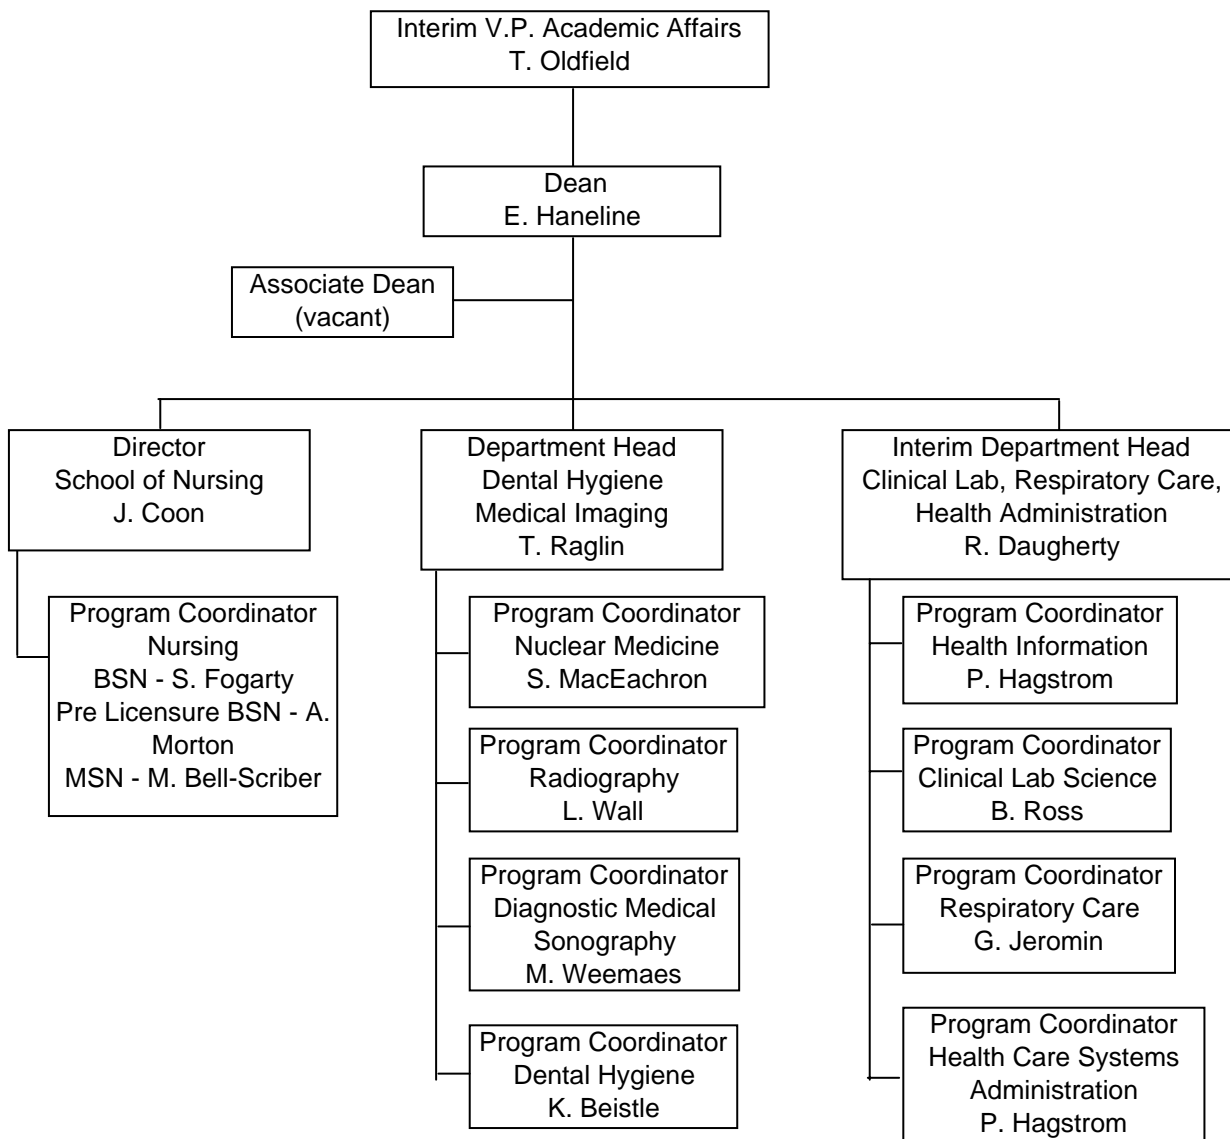 Interim V.P. Academic Affairs
T. Oldfield
Dean
E. Haneline
Associate Dean
(vacant)
Director
School of Nursing
J. Coon
Program Coordinator
Nursing
BSN - S. Fogarty
Pre Licensure BSN - A.
Morton
MSN - M. Bell-Scriber
Department Head
Dental Hygiene
Medical Imaging
T. Raglin
Program Coordinator
Nuclear Medicine
S. MacEachron
Program Coordinator
Radiography
L. Wall
Program Coordinator
Diagnostic Medical
Sonography
M. Weemaes
Program Coordinator
Dental Hygiene
K. Beistle
Interim Department Head
Clinical Lab, Respiratory Care,
Health Administration
R. Daugherty
Program Coordinator
Health Information
P. Hagstrom
Program Coordinator
Clinical Lab Science
B. Ross
Program Coordinator
Respiratory Care
G. Jeromin
Program Coordinator
Health Care Systems
Administration
P. Hagstrom